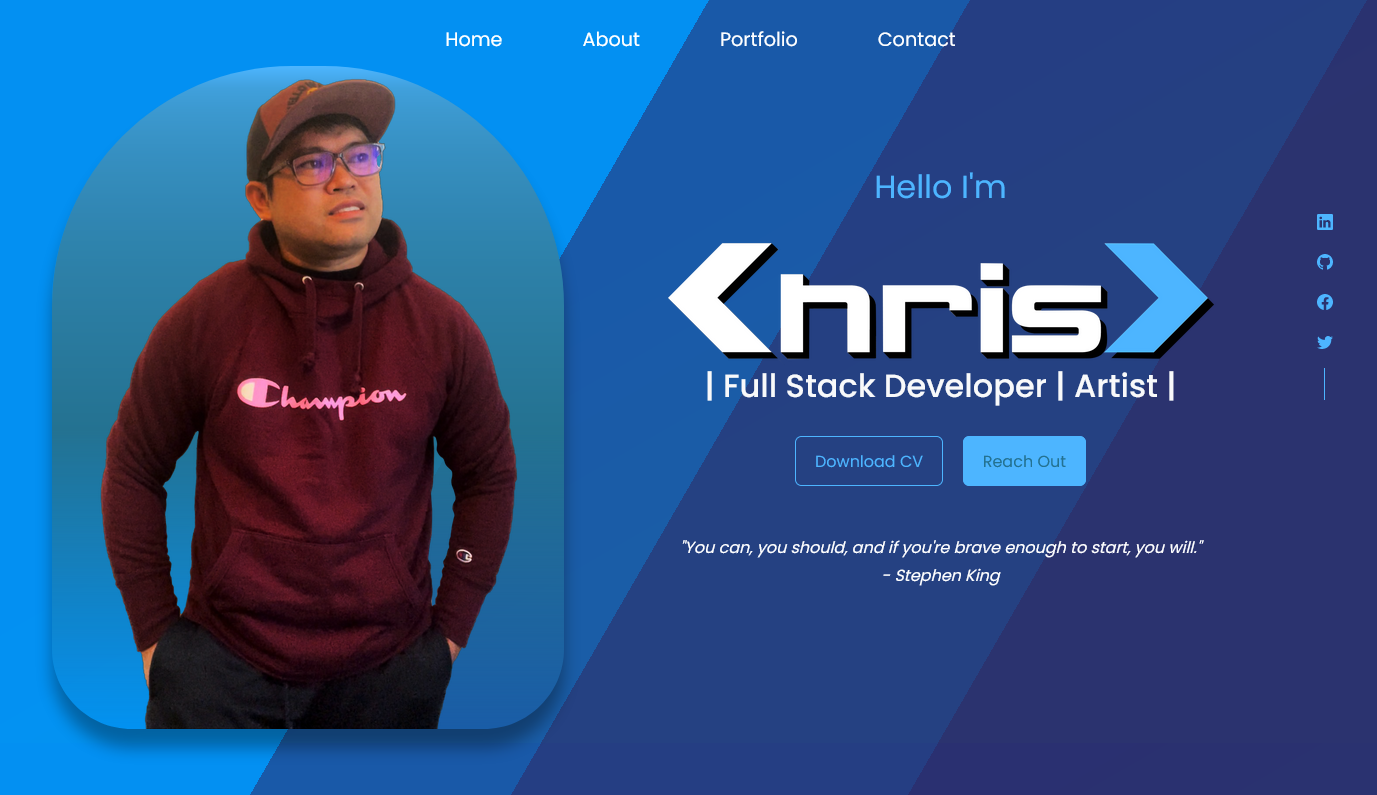 Home About Portfolio Contact
Hello I'm
<hris>
| Full Stack Developer | Artist |
Download CV Reach Out
"You can, you should, and if you're brave enough to start, you will."
- Stephen King
Champion
in